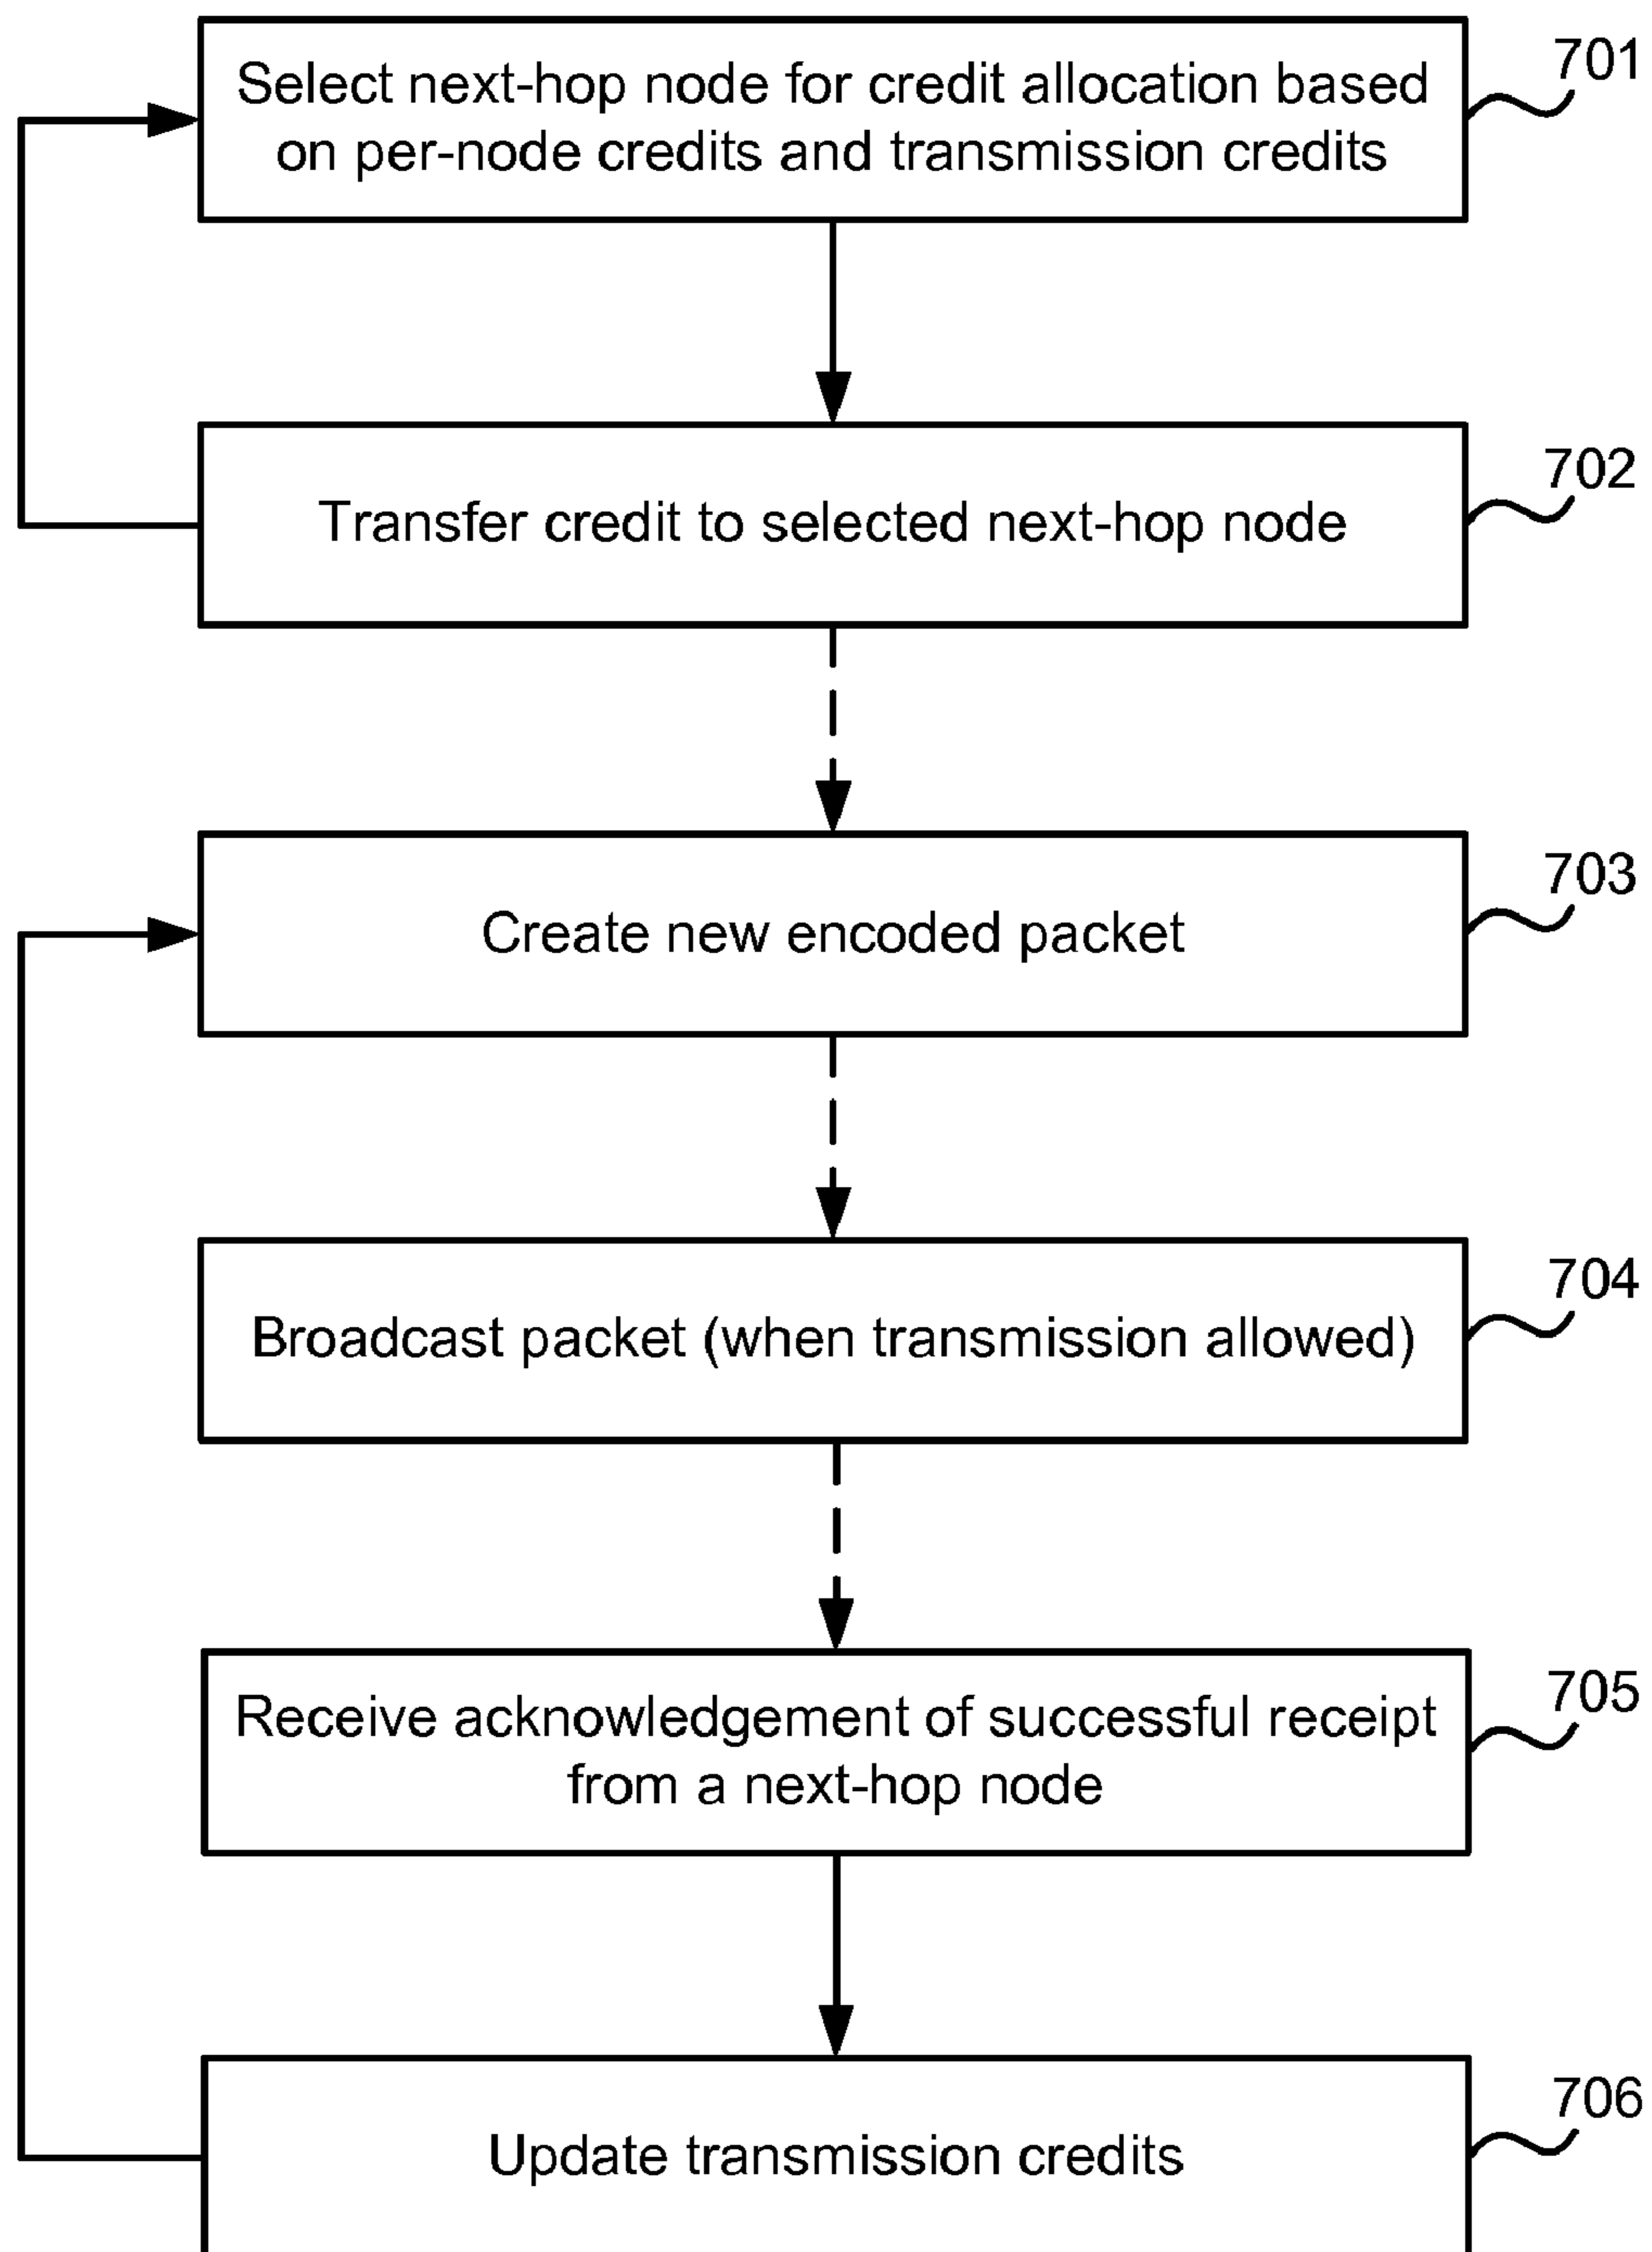 Select next-hop node for credit allocation based
on per-node credits and transmission credits
701
Transfer credit to selected next-hop node
702
Create new encoded packet
703
Broadcast packet (when transmission allowed)
704
Receive acknowledgement of successful receipt
from a next-hop node
705
Update transmission credits
706